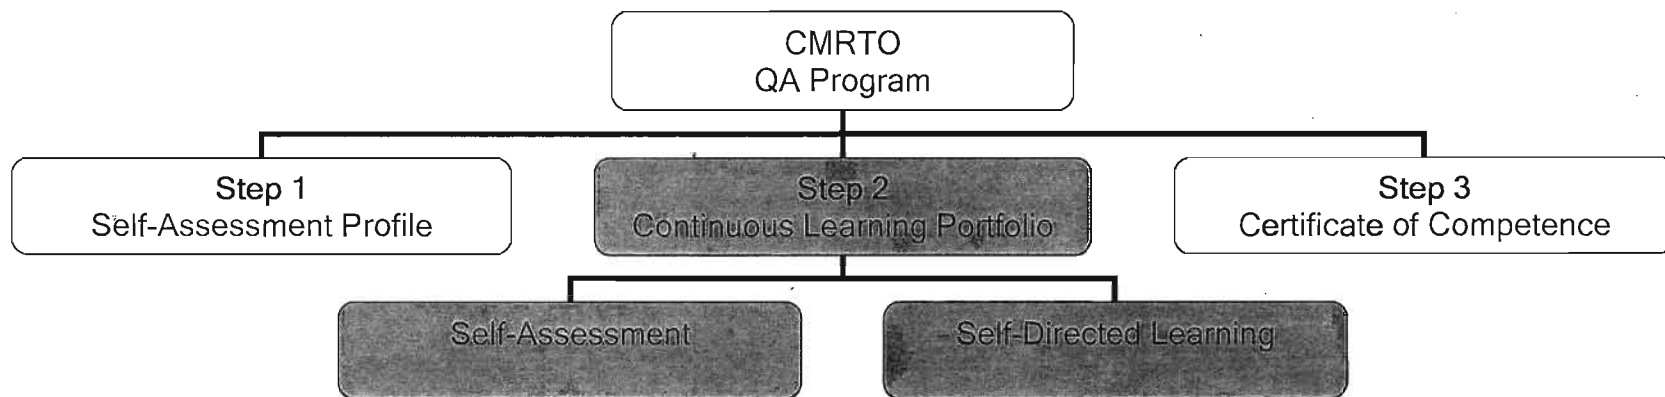 CMRTO
QA Program
Step 1
Self-Assessment Profile
Step 2
Continuous Learning Portfolio
Step 3
Certificate of Competence
Self-Assessment
Self-Directed Learning